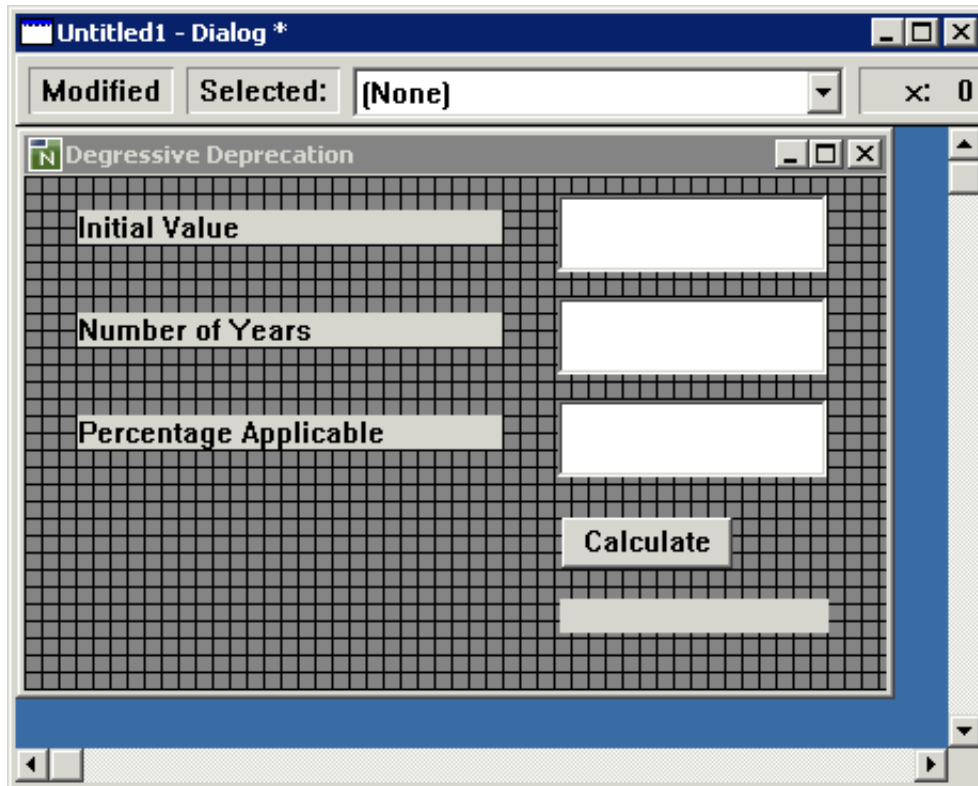 Untitled1 - Dialog *
Modified Selected: (None) x: 0
N Degressive Deprecation
Initial Value
Number of Years
Percentage Applicable
Calculate